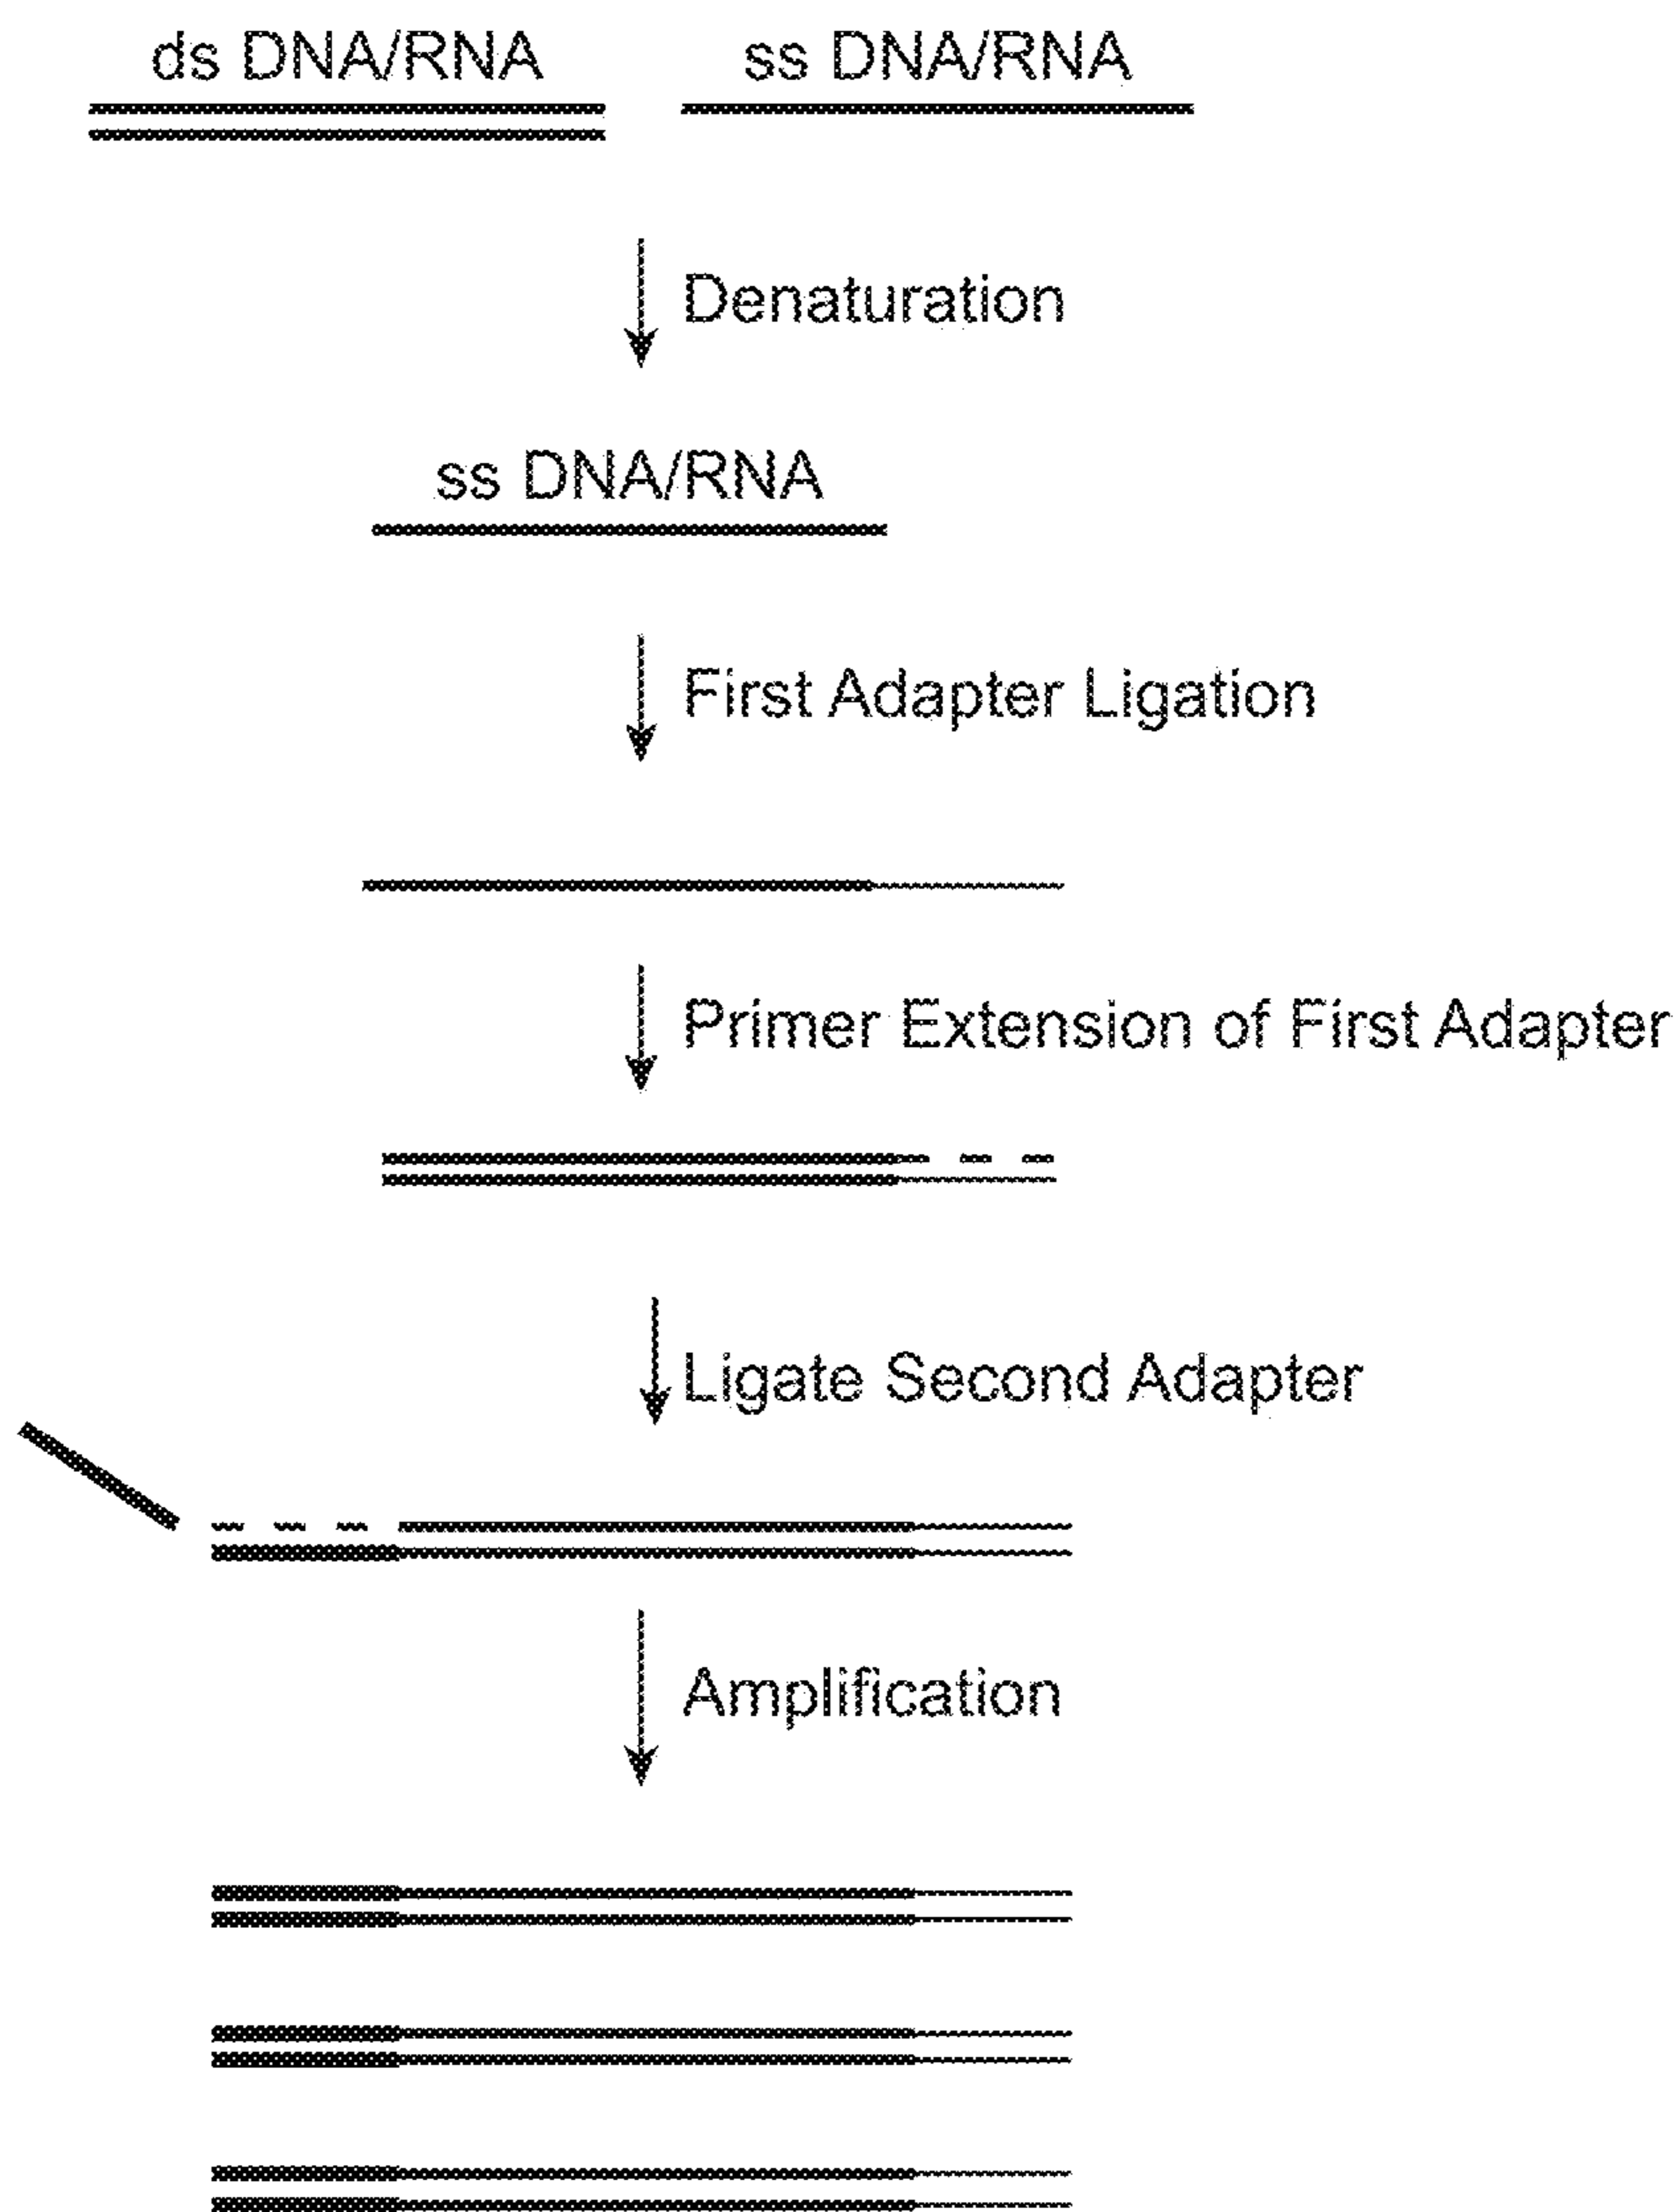 ds DNA/RNA
ss DNA/RNA
Denaturation
ss DNA/RNA
First Adapter Ligation
Primer Extension of First Adapter
Ligate Second Adapter
Amplification